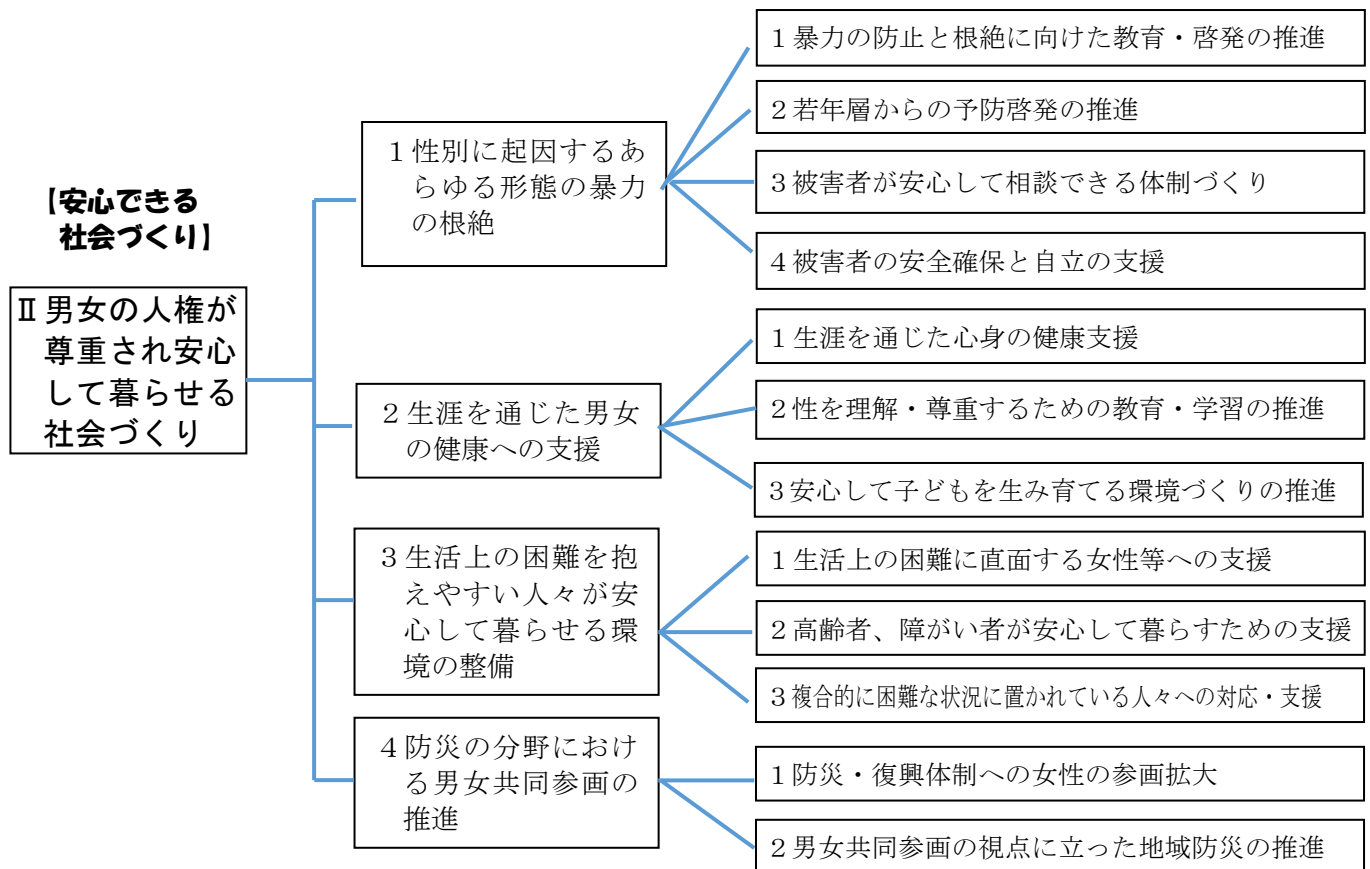 【安心できる
社会づくり】
Ⅱ男女の人権が
尊重され安心
して暮らせる
社会づくり
１性別に起因するあ
らゆる形態の暴力
の根絶
１暴力の防止と根絶に向けた教育・啓発の推進
２若年層からの予防啓発の推進
３被害者が安心して相談できる体制づくり
４被害者の安全確保と自立の支援
２生涯を通じた男女
の健康への支援
１生涯を通じた心身の健康支援
２性を理解・尊重するための教育・学習の推進
３安心して子どもを生み育てる環境づくりの推進
３生活上の困難を抱
えやすい人々が安
心して暮らせる環
境の整備
１生活上の困難に直面する女性等への支援
２高齢者、障がい者が安心して暮らすための支援
３複合的に困難な状況に置かれている人々への対応・支援
４防災の分野におけ
る男女共同参画の
推進
１防災・復興体制への女性の参画拡大
２男女共同参画の視点に立った地域防災の推進